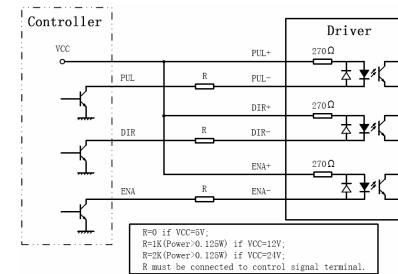 Controller
Driver
VCC
PUL+
270Ω
PUL
R
PUL-
DIR+
270Ω
DIR
R
DIR-
ENA+
270Ω
ENA
R
ENA-
R=0 if VCC=5V;
R=1K(Power>0.125W) if VCC=12V;
R=2K(Power>0.125W) if VCC=24V;
R must be connected to control signal terminal.